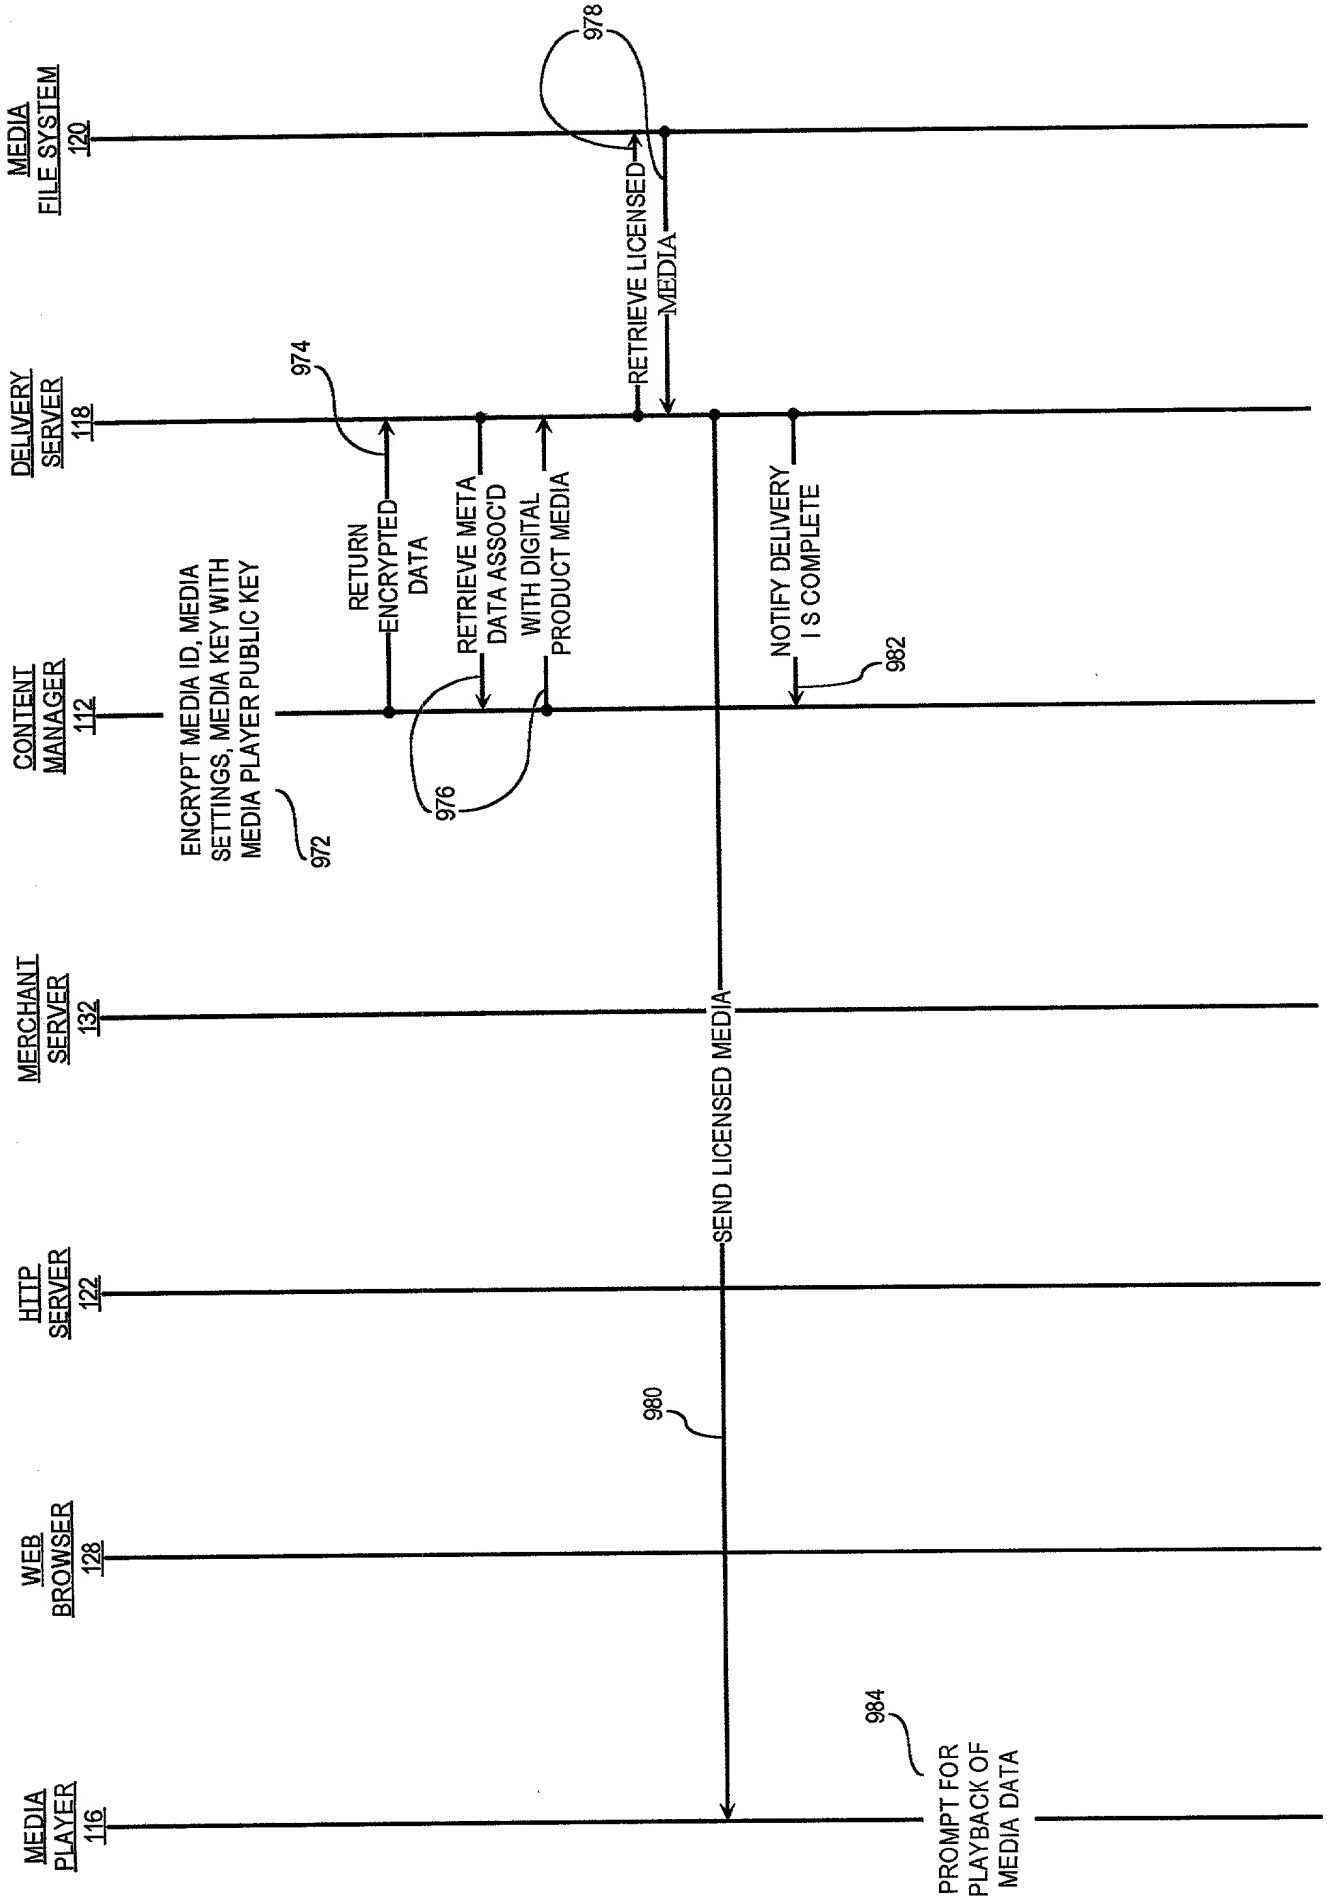 MEDIA
PLAYER
116
WEB
BROWSER
128
HTTP
SERVER
122
MERCHANT
SERVER
132
CONTENT
MANAGER
112
DELIVERY
SERVER
118
MEDIA
FILE SYSTEM
120
ENCRYPT MEDIA ID, MEDIA
SETTINGS, MEDIA KEY WITH
MEDIA PLAYER PUBLIC KEY
972
RETURN
ENCRYPTED
DATA
974
RETRIEVE META
DATA ASSOC'D
WITH DIGITAL
PRODUCT MEDIA
976
RETRIEVE LICENSED
MEDIA
978
SEND LICENSED MEDIA
980
NOTIFY DELIVERY
I S COMPLETE
982
PROMPT FOR
PLAYBACK OF
MEDIA DATA
984